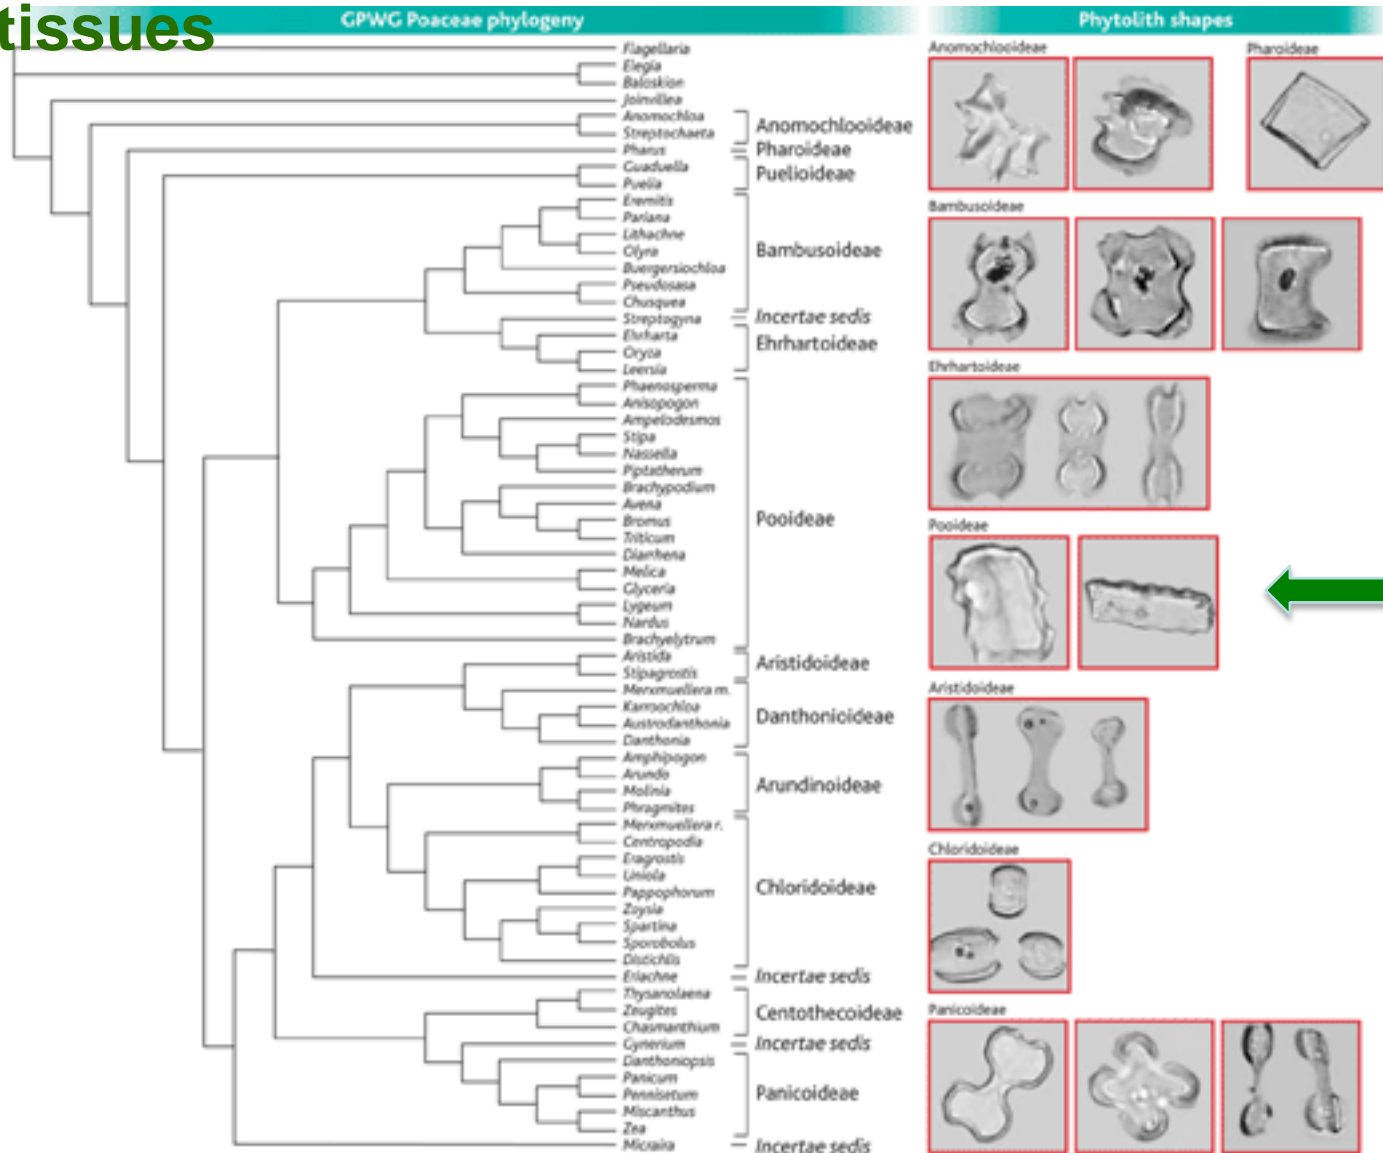 tissues
GPWG Poaceae phylogeny
Phytolith shapes
Flagellaria
Elegia
Baloskion
Joinvillea
Anomochloa
Streptochaeta
Pharus
Guaduella
Puelia
Eremitis
Pariana
Lithachne
Olyra
Buergersiochloa
Pseudosasa
Chusquea
Streptogyna
Ehrharta
Oryza
Leersia
Phaenosperma
Anisopogon
Ampelodesmos
Stipa
Nassella
Piptatherum
Brachypodium
Avena
Bromus
Triticum
Diarrhena
Melica
Glyceria
Lygeum
Nardus
Brachyelytrum
Aristida
Stipagrostis
Merxmuellera m.
Karroochloa
Austrodanthonia
Danthonia
Amphipogon
Arundo
Molinia
Phragmites
Merxmuellera r.
Centropodia
Eragrostis
Uniola
Pappophorum
Zoysia
Spartina
Sporobolus
Distichlis
Eriachne
Thysanolaena
Zeugites
Chasmanthium
Gynerium
Danthoniopsis
Panicum
Pennisetum
Miscanthus
Zea
Micraira
Anomochlooideae
Pharoideae
Puelioideae
Bambusoideae
Incertae sedis
Ehrhartoideae
Pooideae
Aristidoideae
Danthonioideae
Arundinoideae
Chloridoideae
Incertae sedis
Centothecoideae
Incertae sedis
Panicoideae
Incertae sedis
Anomochlooideae
Pharoideae
Bambusoideae
Ehrhartoideae
Pooideae
Aristidoideae
Chloridoideae
Panicoideae